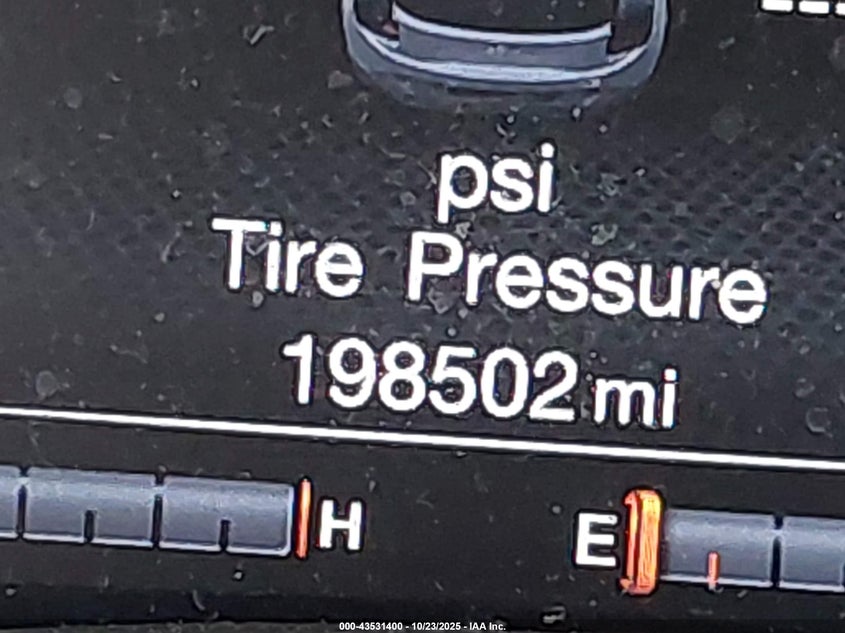 psi
Tire Pressure
198502 mi
H
E
000-43531400 - 10/23/2025 - IAA Inc.